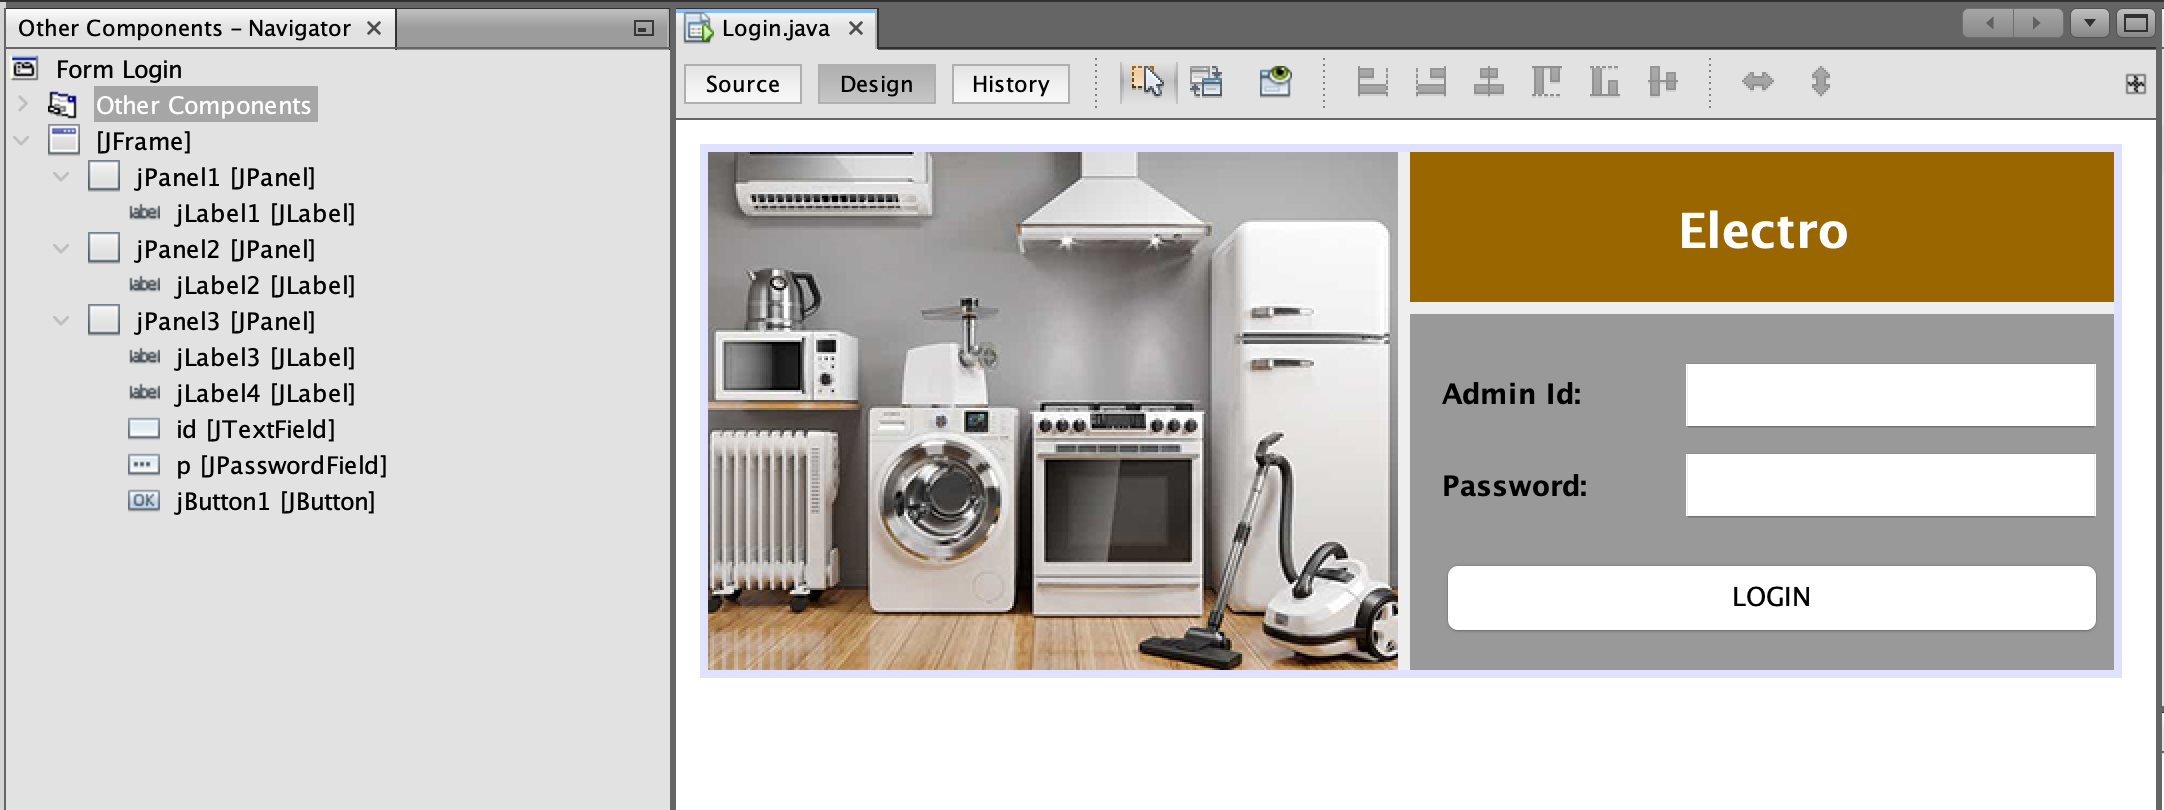 Other Components - Navigator
Form Login
Other Components
[JFrame]
jPanel1 [JPanel]
label jLabel1 [JLabel]
jPanel2 [JPanel]
label jLabel2 [JLabel]
jPanel3 [JPanel]
label jLabel3 [JLabel]
label jLabel4 [JLabel]
id [JTextField]
p [JPasswordField]
OK jButton1 [JButton]
Login.java
Source Design History
Electro
Admin Id:
Password:
LOGIN